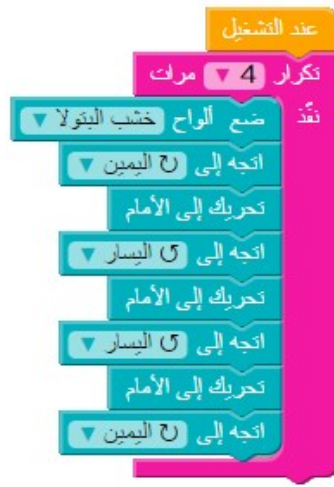 عند التشغيل
تكرار 4 مرات
نفّذ ضع ألواح خشب البتولا
اتجه إلى اليمين
تحريك إلى الأمام
اتجه إلى اليسار
تحريك إلى الأمام
اتجه إلى اليسار
تحريك إلى الأمام
اتجه إلى اليمين